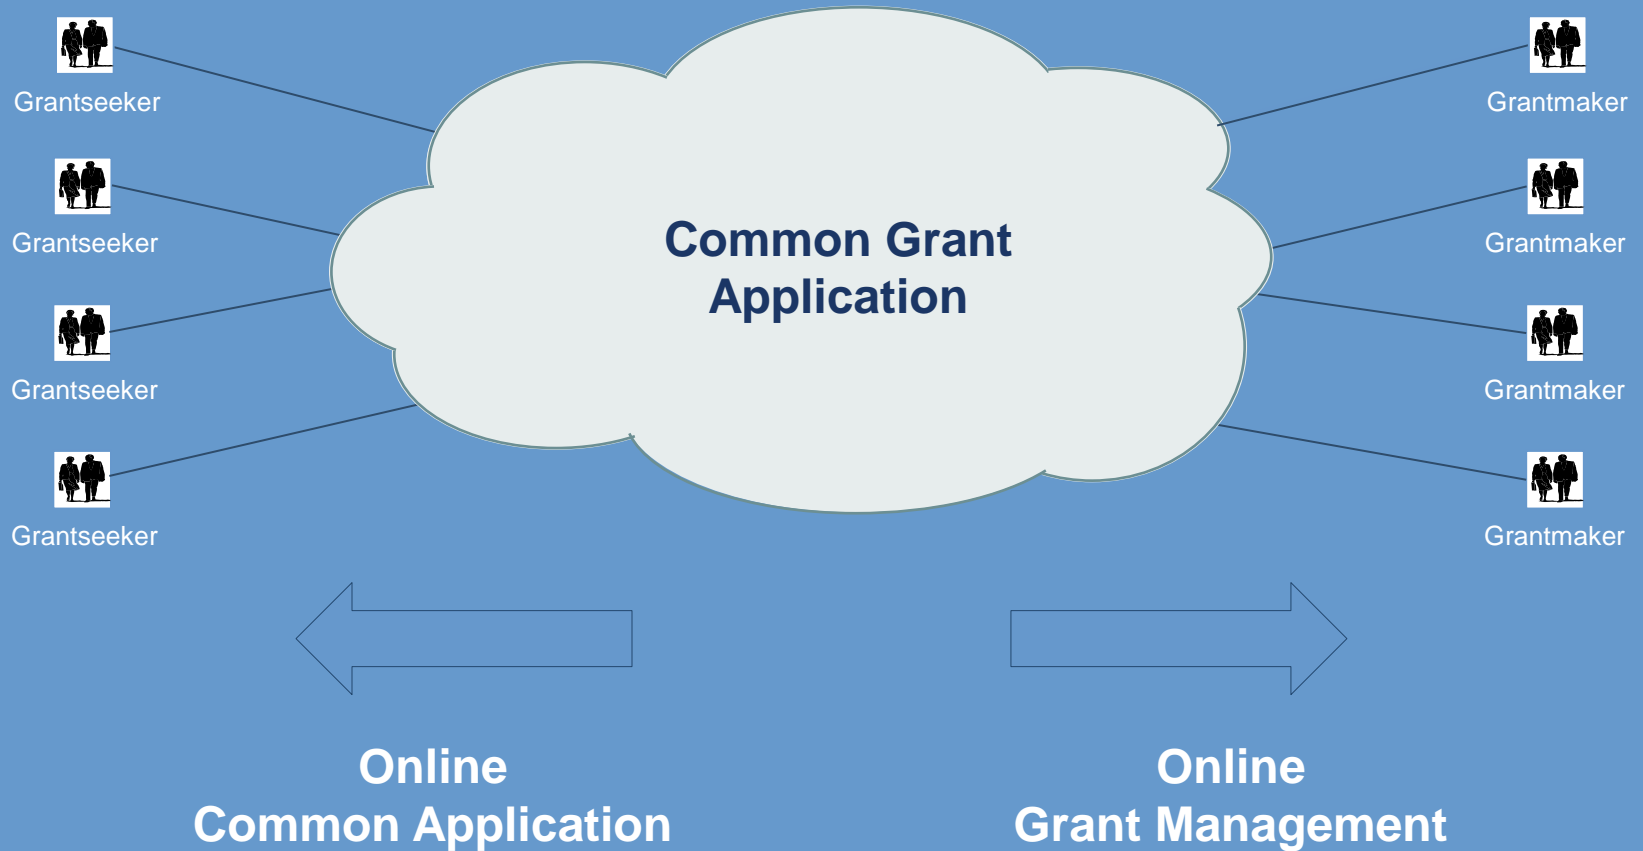 Grantseeker
Grantseeker
Grantseeker
Grantseeker
Common Grant
Application
Grantmaker
Grantmaker
Grantmaker
Grantmaker
Online
Common Application
Online
Grant Management